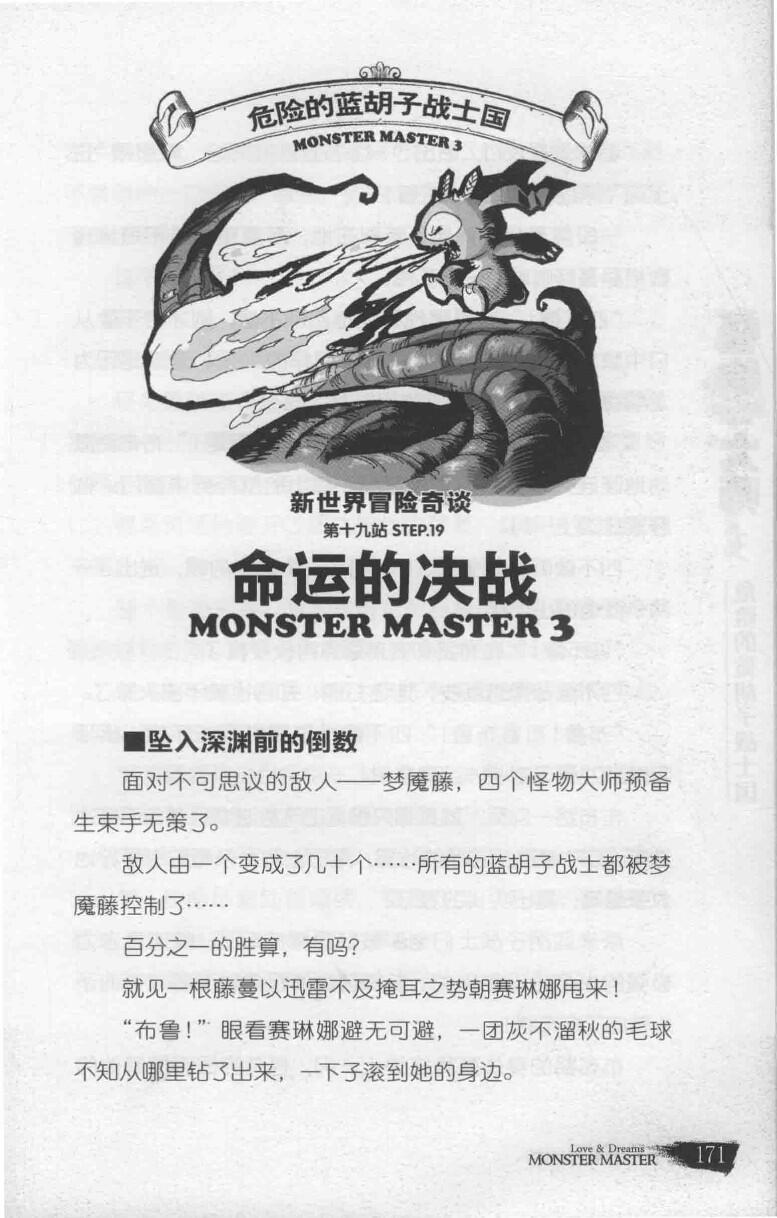 危险的蓝胡子战士国
MONSTER MASTER 3
新世界冒险奇谈
第十九站 STEP.19
命运的决战
MONSTER MASTER 3
■坠入深渊前的倒数
面对不可思议的敌人——梦魇藤，四个怪物大师预备
生束手无策了。
敌人由一个变成了几十个……所有的蓝胡子战士都被梦
魇藤控制了……
百分之一的胜算，有吗？
就见一根藤蔓以迅雷不及掩耳之势朝赛琳娜甩来！
“布鲁！”眼看赛琳娜避无可避，一团灰不溜秋的毛球
不知从哪里钻了出来，一下子滚到她的身边。
Love & Dreams
MONSTER MASTER
171